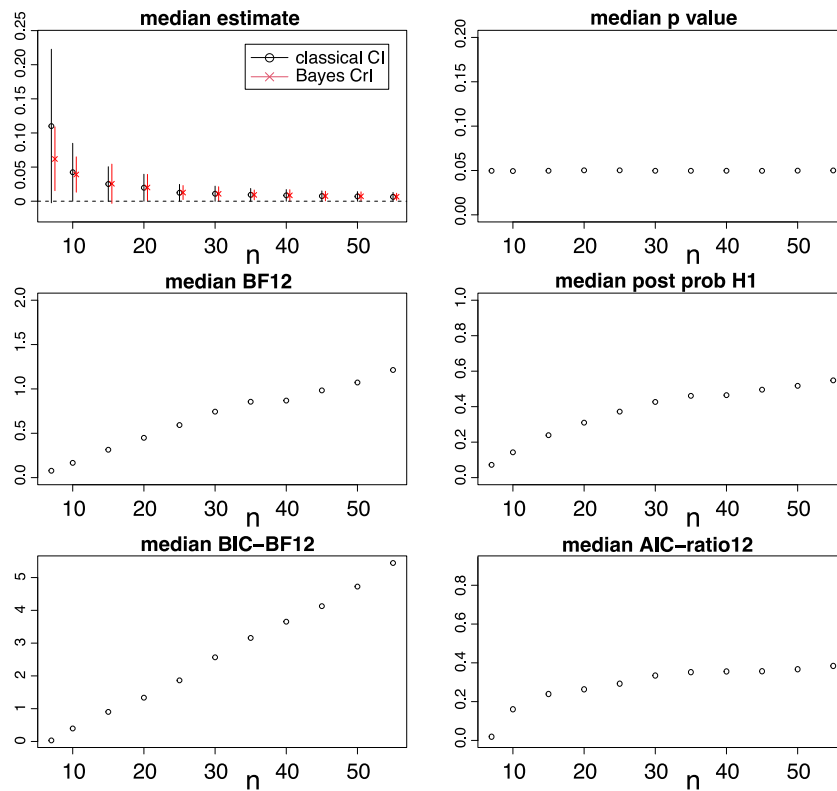 median estimate
classical CI
Bayes CrI
0.25
0.20
0.15
0.10
0.05
0
10 20 30 40 50
n
median p value
0.20
0.15
0.10
0.05
0.00
10 20 30 40 50
n
median BF12
2.0
1.5
1.0
0.5
0.0
10 20 30 40 50
n
median post prob H1
1.0
0.8
0.6
0.4
0.2
0.0
10 20 30 40 50
n
median BIC−BF12
5
4
3
2
1
0
10 20 30 40 50
n
median AIC−ratio12
0.8
0.6
0.4
0.2
0.0
10 20 30 40 50
n